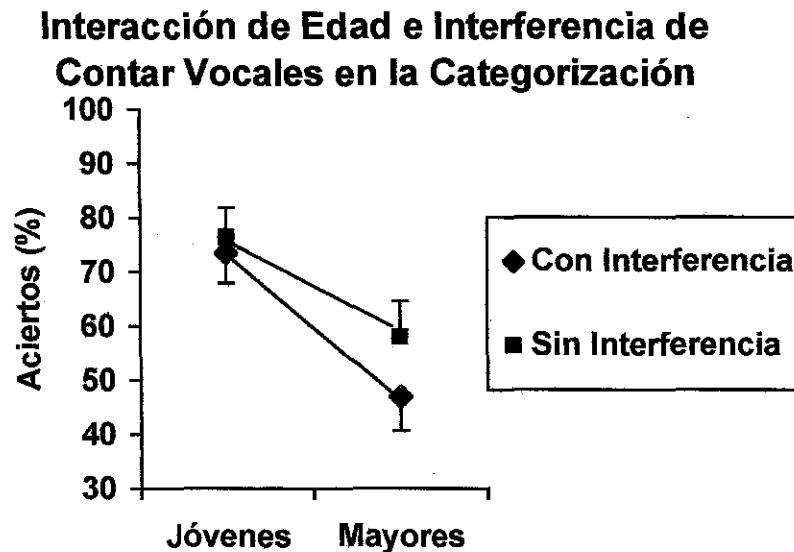 Interacción de Edad e Interferencia de
Contar Vocales en la Categorización
100
90
80
70
60
50
40
30
Aciertos (%)
Jóvenes Mayores
Con Interferencia
Sin Interferencia